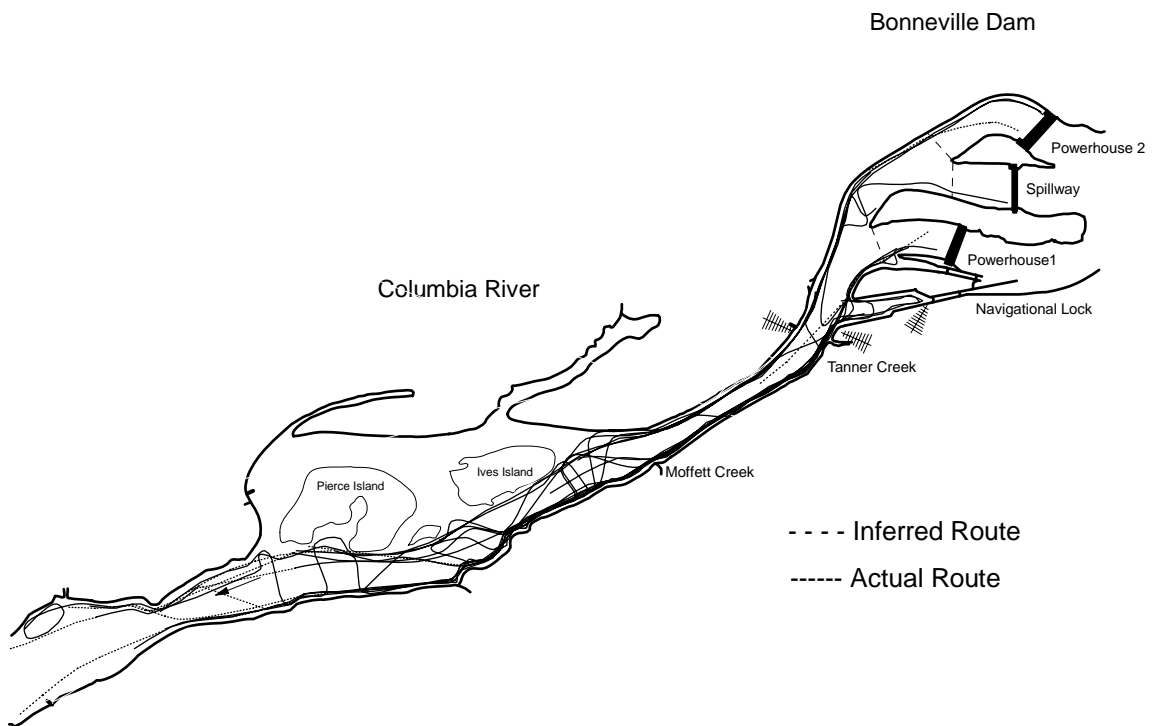 Bonneville Dam
Powerhouse 2
Spillway
Powerhouse1
Columbia River
Navigational Lock
Tanner Creek
Ives Island
Moffett Creek
Pierce Island
- - - - Inferred Route
------ Actual Route